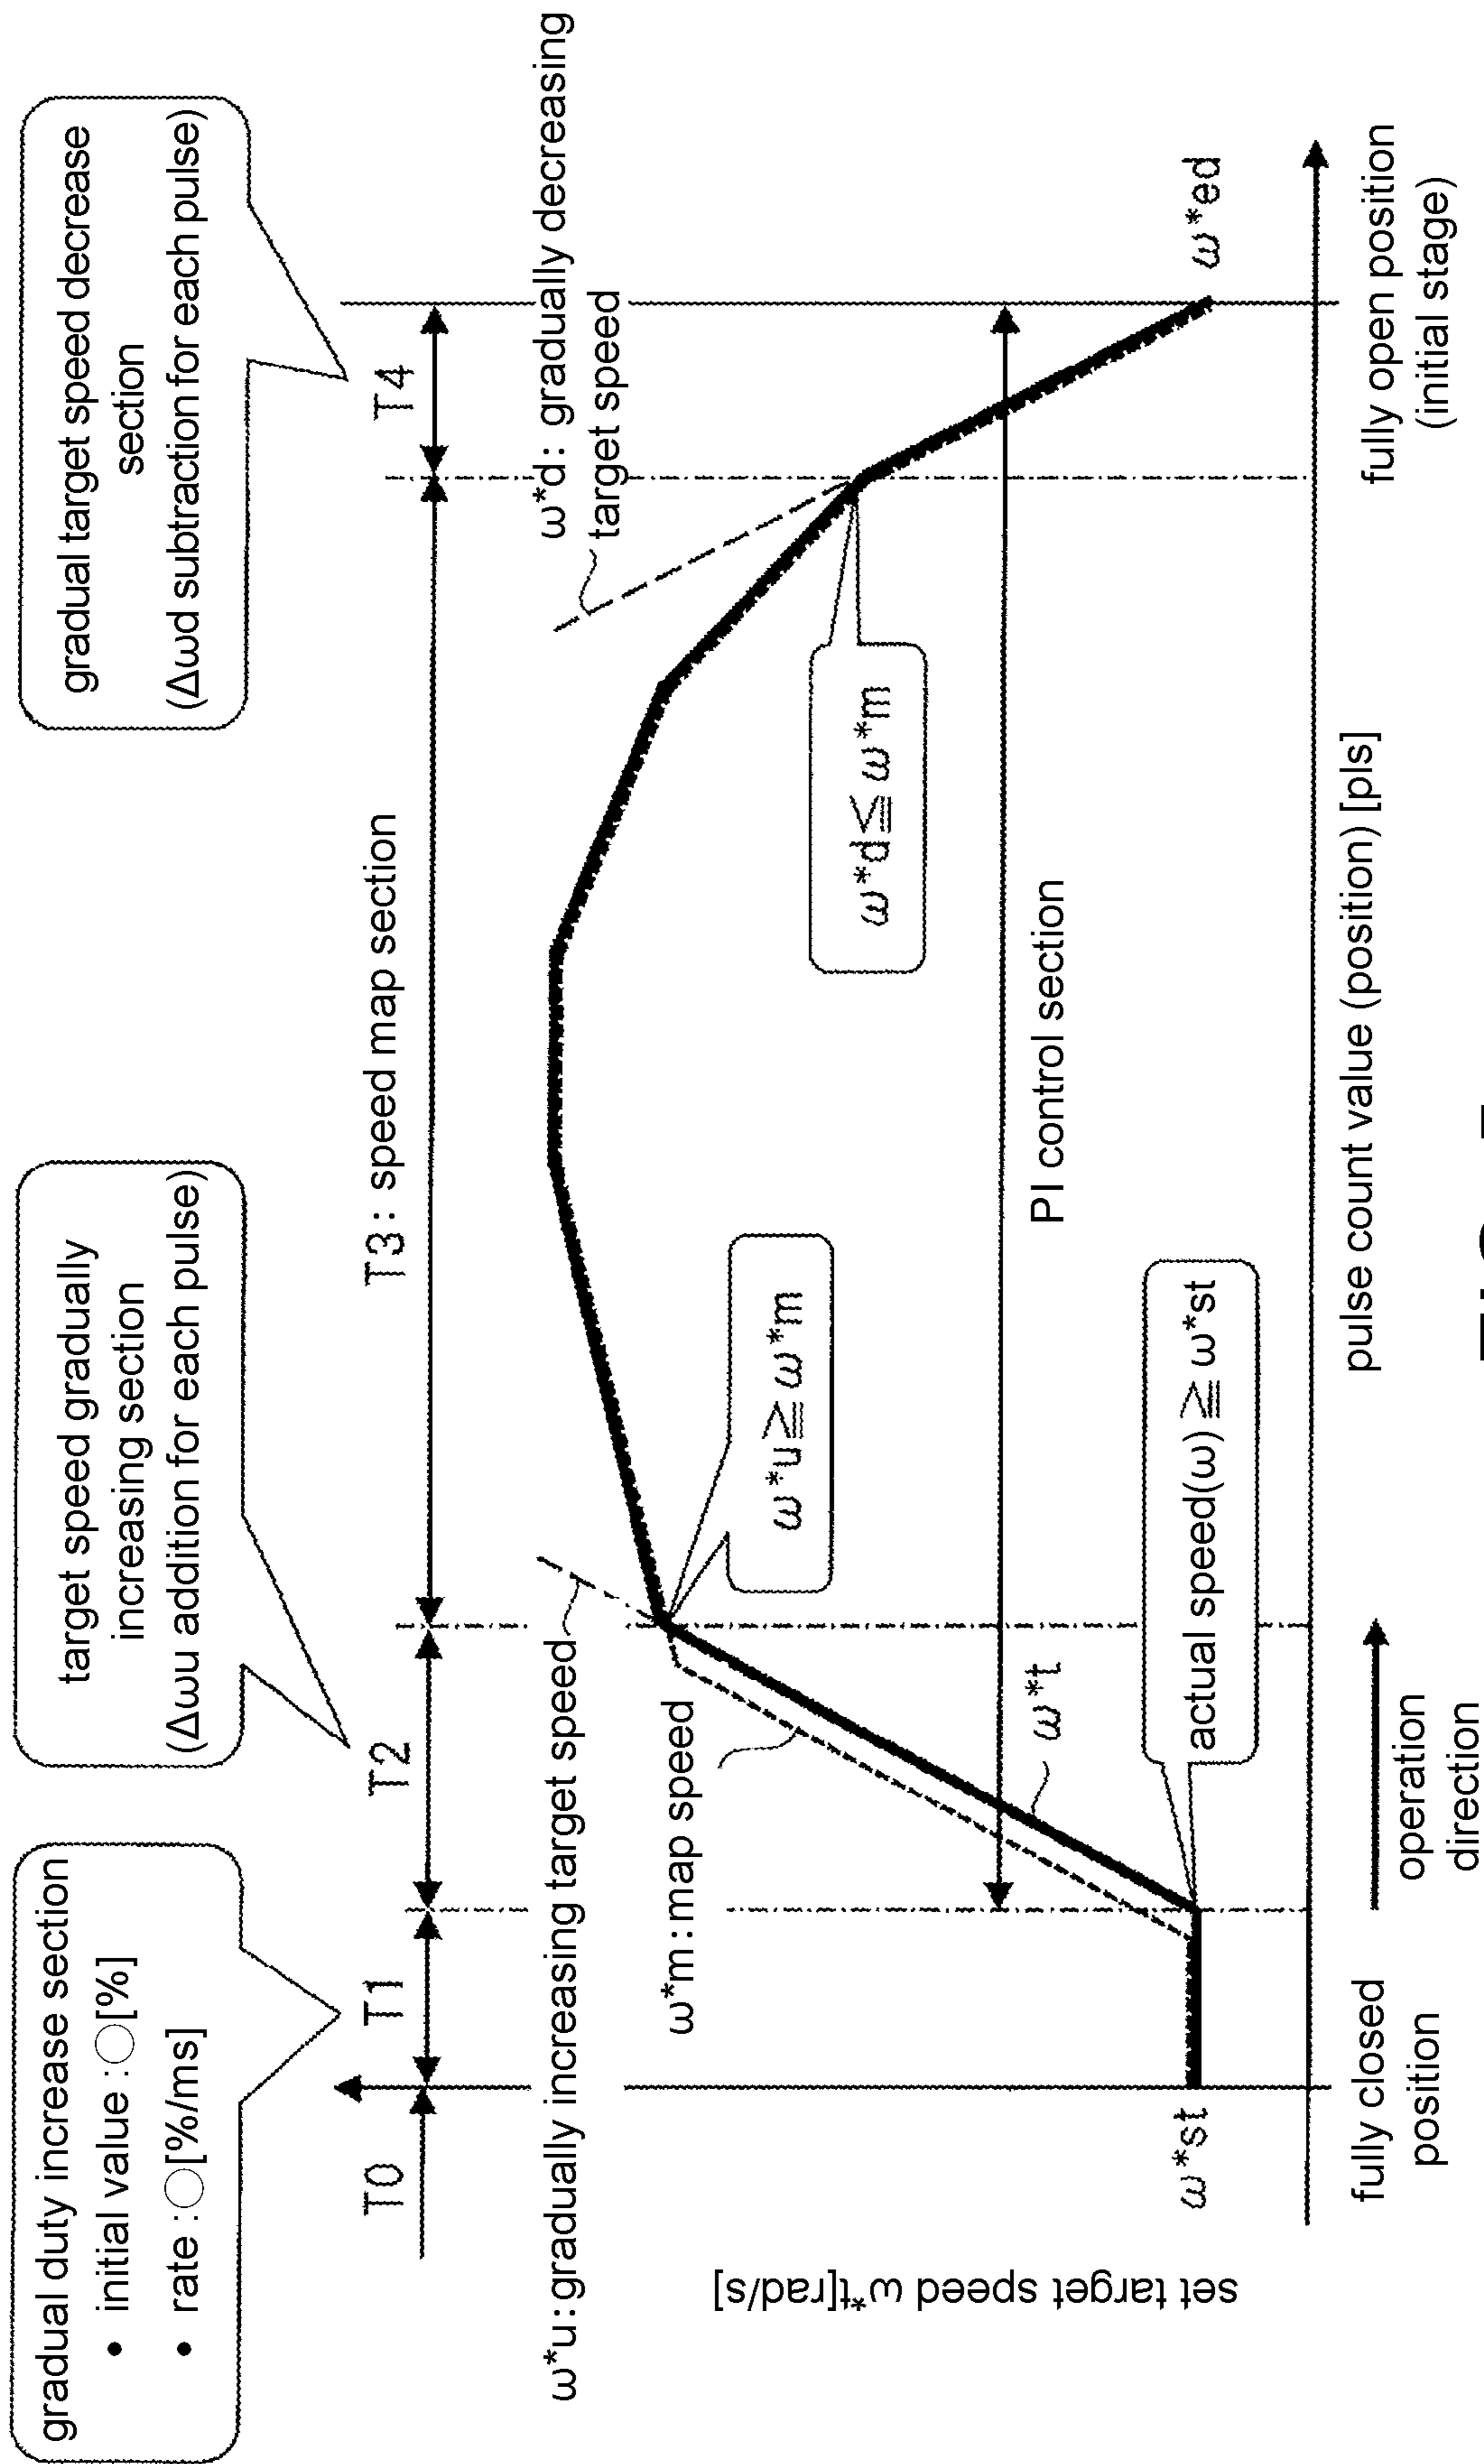 gradual duty increase section
• initial value :○[%]
• rate :○[%/ms]
target speed gradually
increasing section
(Δωu addition for each pulse)
gradual target speed decrease
section
(Δωd subtraction for each pulse)
T0
T1
T2
T3: speed map section
T4
ω*u:gradually increasing target speed
ω*d: gradually decreasing
target speed
ω*m:map speed
ω*u≧ω*m
ω*d≦ω*m
ω*t
PI control section
actual speed(ω)≧ω*st
ω*st
ω*ed
set target speed ω*t[rad/s]
fully closed
position
operation
direction
pulse count value (position) [pls]
fully open position
(initial stage)